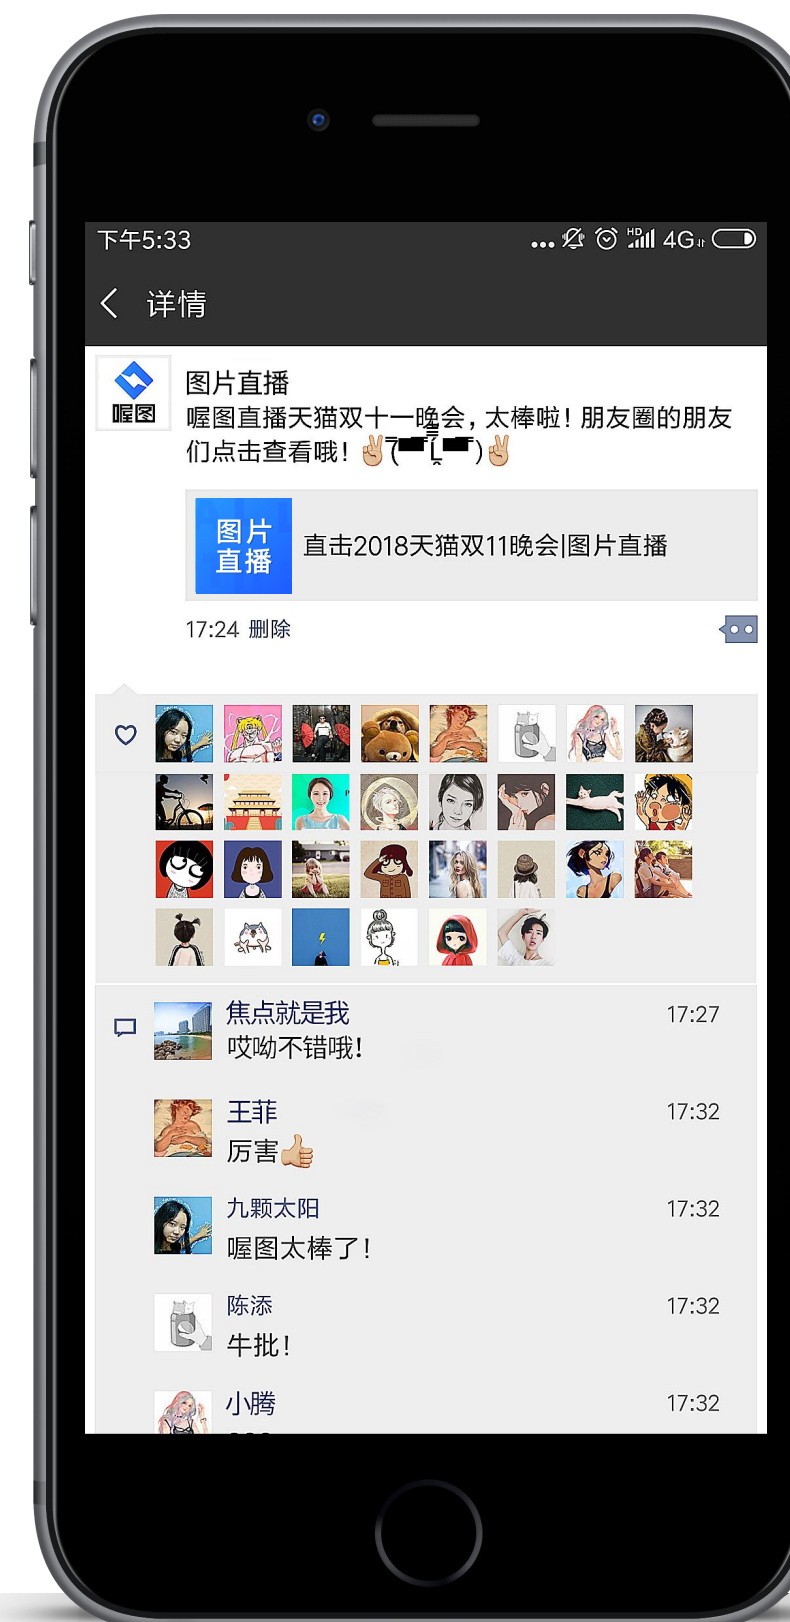 下午5:33
HD 4G
详情
喔图
图片直播
喔图直播天猫双十一晚会，太棒啦！朋友圈的朋友
们点击查看哦！✌
图片
直播
直击2018天猫双11晚会|图片直播
17:24 删除
焦点就是我 17:27
哎呦不错哦！
王菲 17:32
厉害👍
九颗太阳 17:32
喔图太棒了！
陈添 17:32
牛批！
小腾 17:32